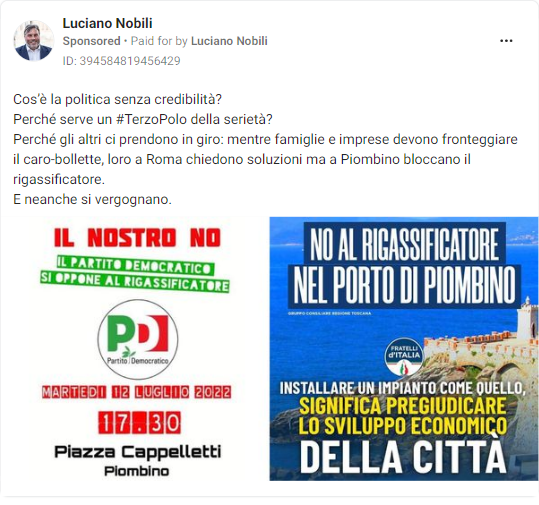 Luciano Nobili
Sponsored • Paid for by Luciano Nobili
ID: 394584819456429
Cos'è la politica senza credibilità?
Perché serve un #TerzoPolo della serietà?
Perché gli altri ci prendono in giro: mentre famiglie e imprese devono fronteggiare
il caro-bollette, loro a Roma chiedono soluzioni ma a Piombino bloccano il
rigassificatore.
E neanche si vergognano.
IL NOSTRO NO
IL PARTITO DEMOCRATICO
SI OPPONE AL RIGASSIFICATORE
PD
Partito Democratico
MARTEDI 12 LUGLIO 2022
17.30
Piazza Cappelletti
Piombino
NO AL RIGASSIFICATORE
NEL PORTO DI PIOMBINO
GRUPPO CONSILIARE REGIONE TOSCANA
FRATELLI
d'ITALIA
INSTALLARE UN IMPIANTO COME QUELLO,
SIGNIFICA PREGIUDICARE
LO SVILUPPO ECONOMICO
DELLA CITTÀ